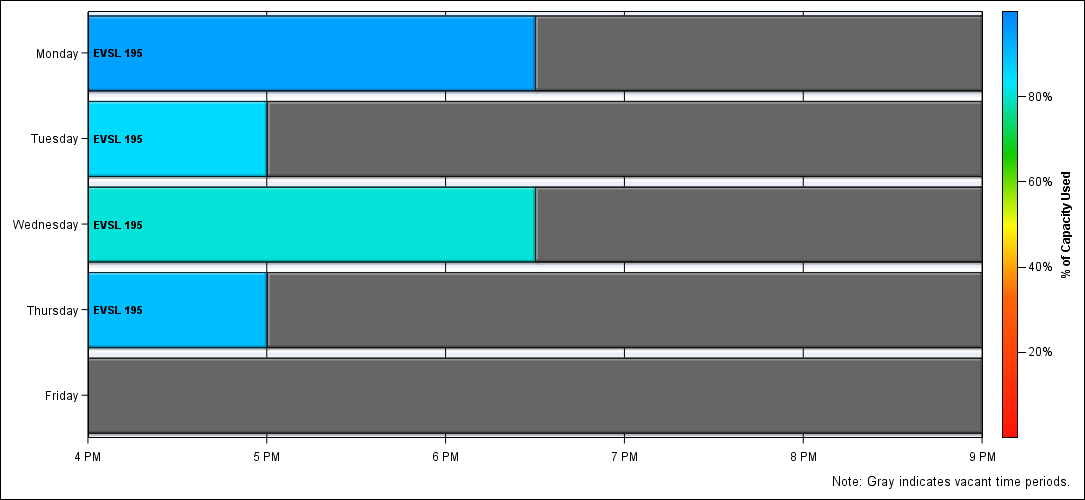 Monday
EVSL 195
Tuesday
EVSL 195
Wednesday
EVSL 195
Thursday
EVSL 195
Friday
4 PM
5 PM
6 PM
7 PM
8 PM
9 PM
80%
60%
40%
20%
% of Capacity Used
Note: Gray indicates vacant time periods.